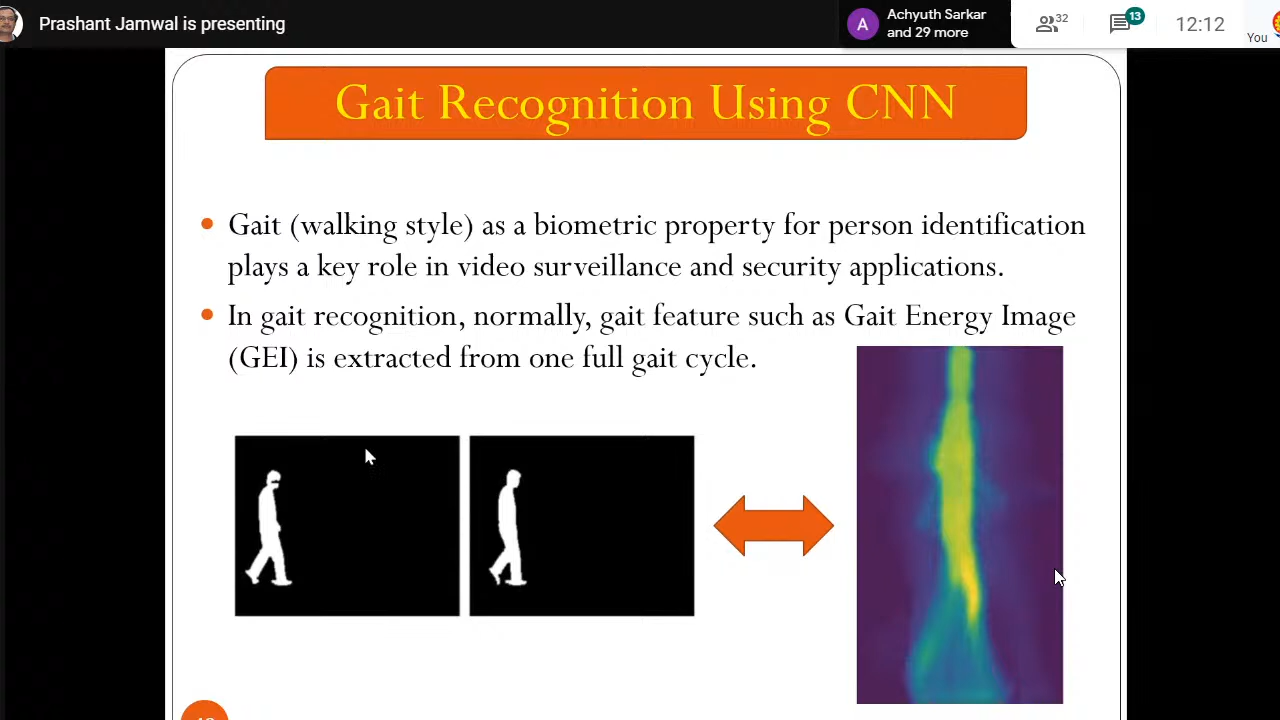 Prashant Jamwal is presenting
A
Achyuth Sarkar
and 29 more
32
13
12:12
You
Gait Recognition Using CNN
Gait (walking style) as a biometric property for person identification
plays a key role in video surveillance and security applications.
In gait recognition, normally, gait feature such as Gait Energy Image
(GEI) is extracted from one full gait cycle.